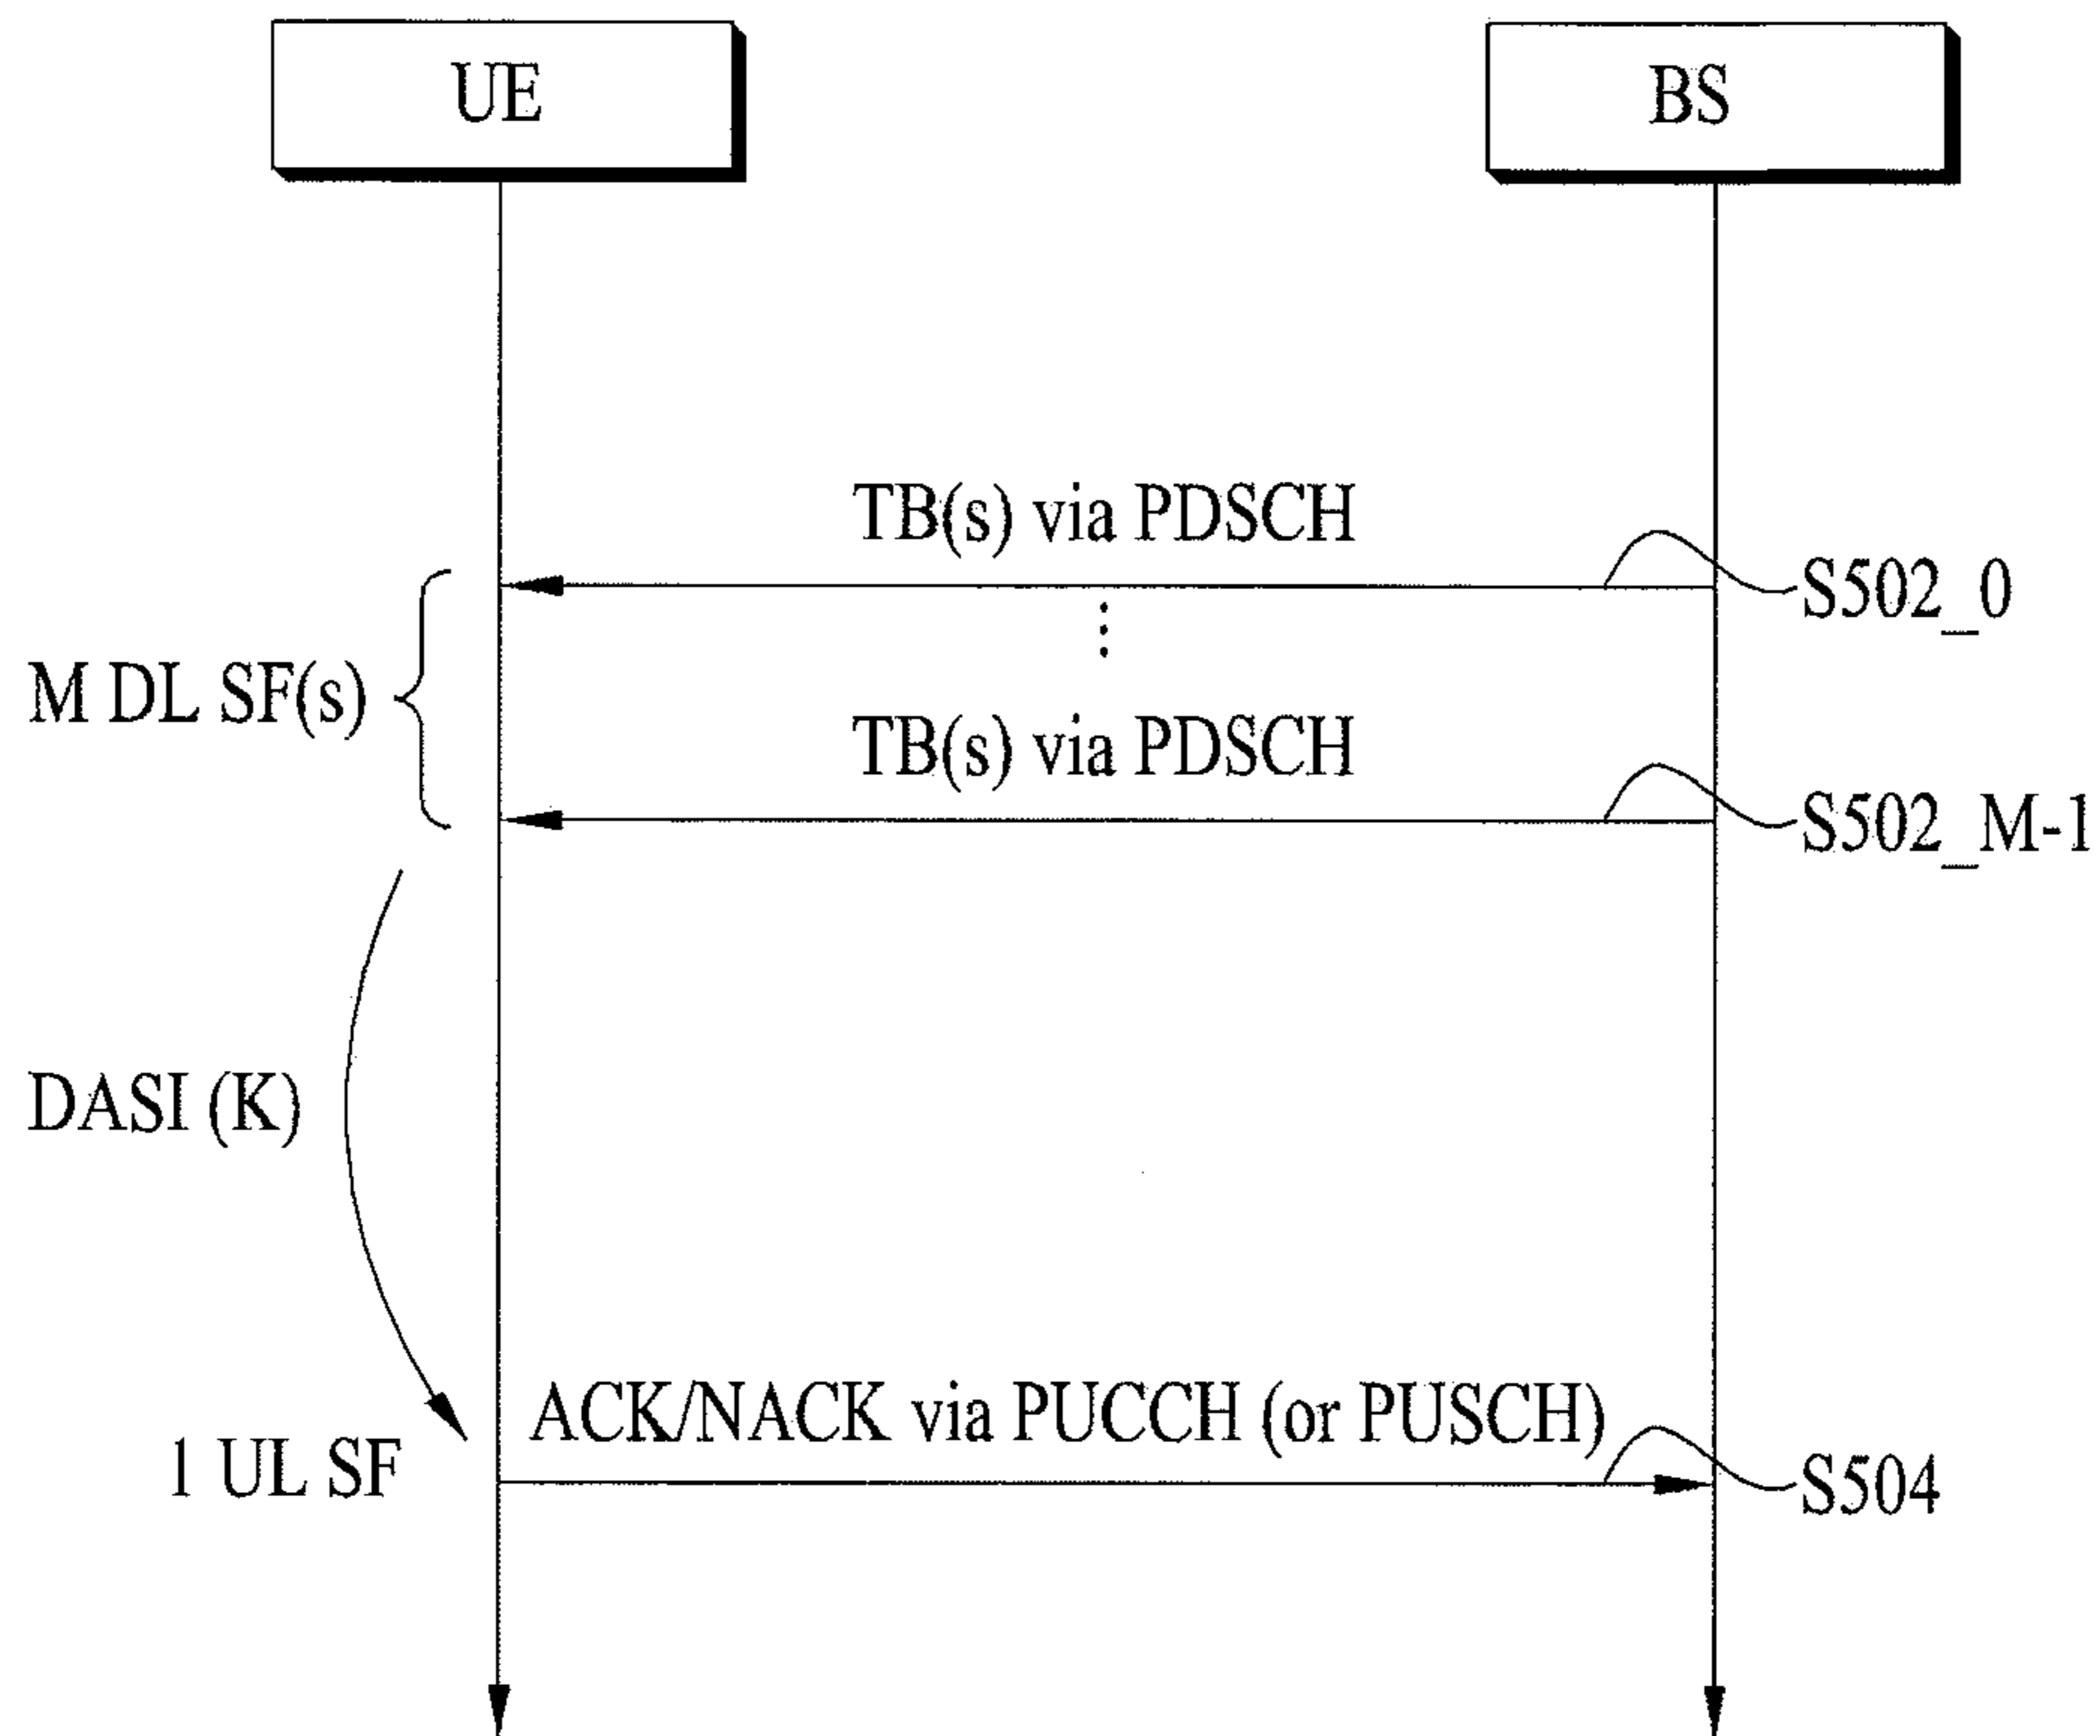 UE
BS
TB(s) via PDSCH
S502_0
M DL SF(s)
TB(s) via PDSCH
S502_M-1
DASI (K)
ACK/NACK via PUCCH (or PUSCH)
1 UL SF
S504